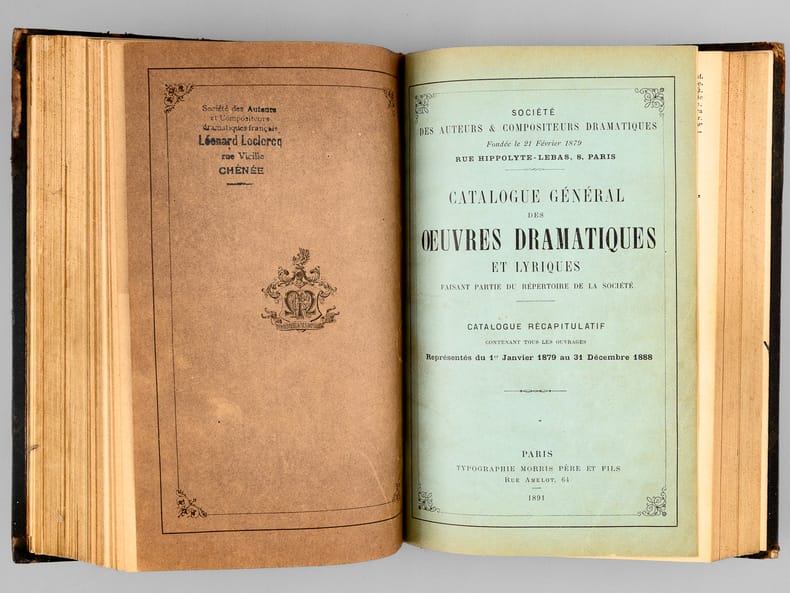 Société des Auteurs
et Compositeurs
dramatiques français
Léonard Leclercq
rue Vieille
CHÊNÉE
SOCIÉTÉ
DES AUTEURS & COMPOSITEURS DRAMATIQUES
Fondée le 21 Février 1879
RUE HIPPOLYTE-LEBAS, 8, PARIS
CATALOGUE GÉNÉRAL
DES
OEUVRES DRAMATIQUES
ET LYRIQUES
FAISANT PARTIE DU RÉPERTOIRE DE LA SOCIÉTÉ
CATALOGUE RÉCAPITULATIF
CONTENANT TOUS LES OUVRAGES
Représentés du 1er Janvier 1879 au 31 Décembre 1888
PARIS
TYPOGRAPHIE MORRIS PÈRE ET FILS
RUE AMELOT, 64
1891